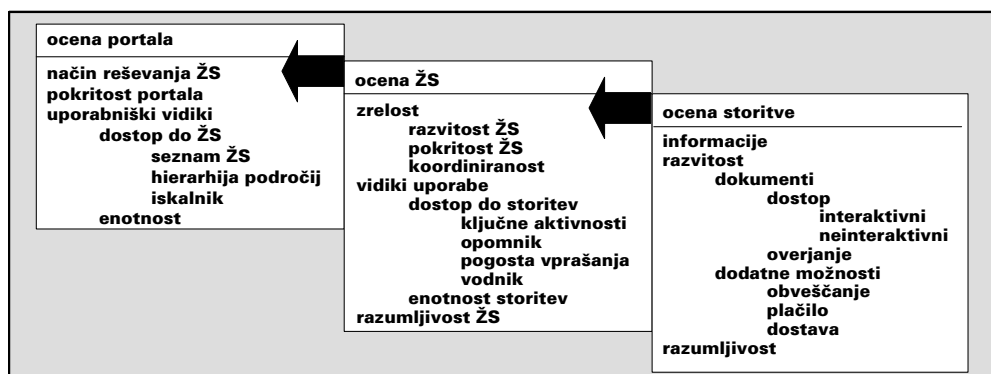 ocena portala
način reševanja ŽS
pokritost portala
uporabniški vidiki
dostop do ŽS
seznam ŽS
hierarhija področij
iskalnik
enotnost
ocena ŽS
zrelost
razvitost ŽS
pokritost ŽS
koordiniranost
vidiki uporabe
dostop do storitev
ključne aktivnosti
opomnik
pogosta vprašanja
vodnik
enotnost storitev
razumljivost ŽS
ocena storitve
informacije
razvitost
dokumenti
dostop
interaktivni
neinteraktivni
overjanje
dodatne možnosti
obveščanje
plačilo
dostava
razumljivost